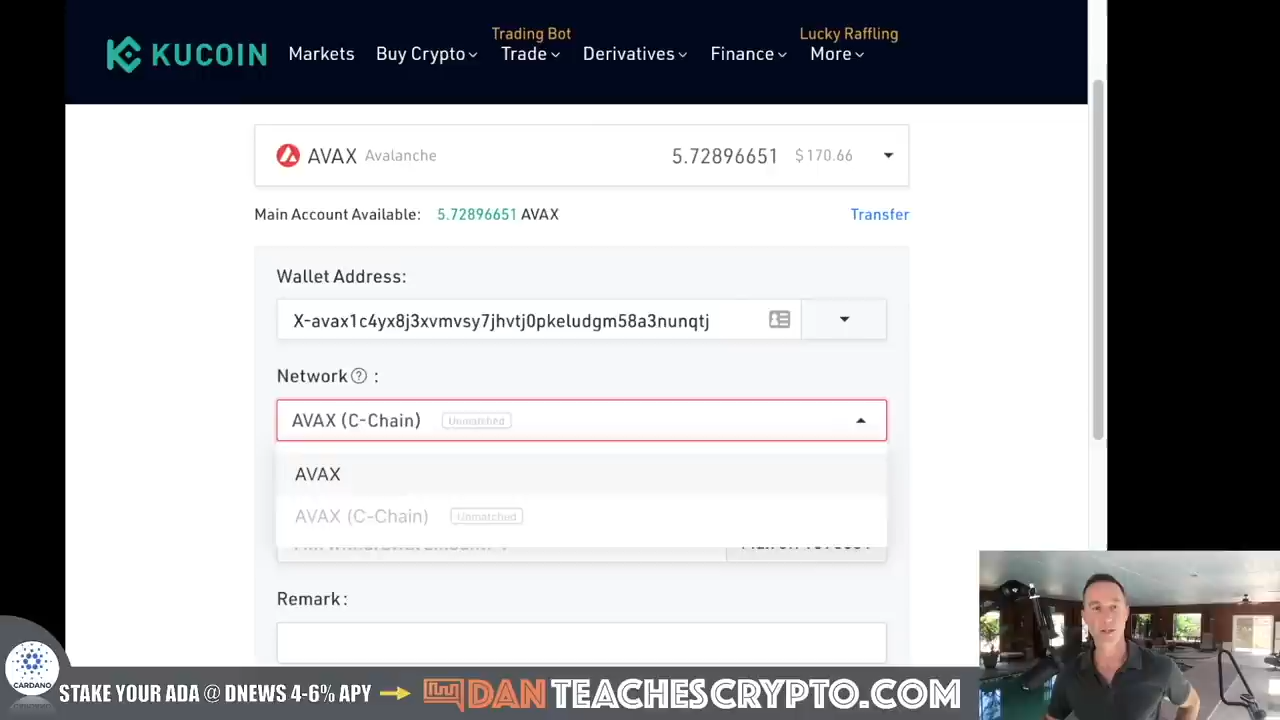 Trading Bot
Lucky Raffling
KUCOIN Markets Buy Crypto Trade Derivatives Finance More
AVAX Avalanche 5.72896651 $ 170.66
Main Account Available: 5.72896651 AVAX Transfer
Wallet Address:
X-avax1c4yx8j3xvmvsy7jhvtj0pkeludgm58a3nunqtj
Network ? :
AVAX (C-Chain) Unmatched
AVAX
AVAX (C-Chain) Unmatched
Remark :
CARDANO
STAKE YOUR ADA @ DNEWS 4-6% APY DAN TEACHESCRYPTO.COM